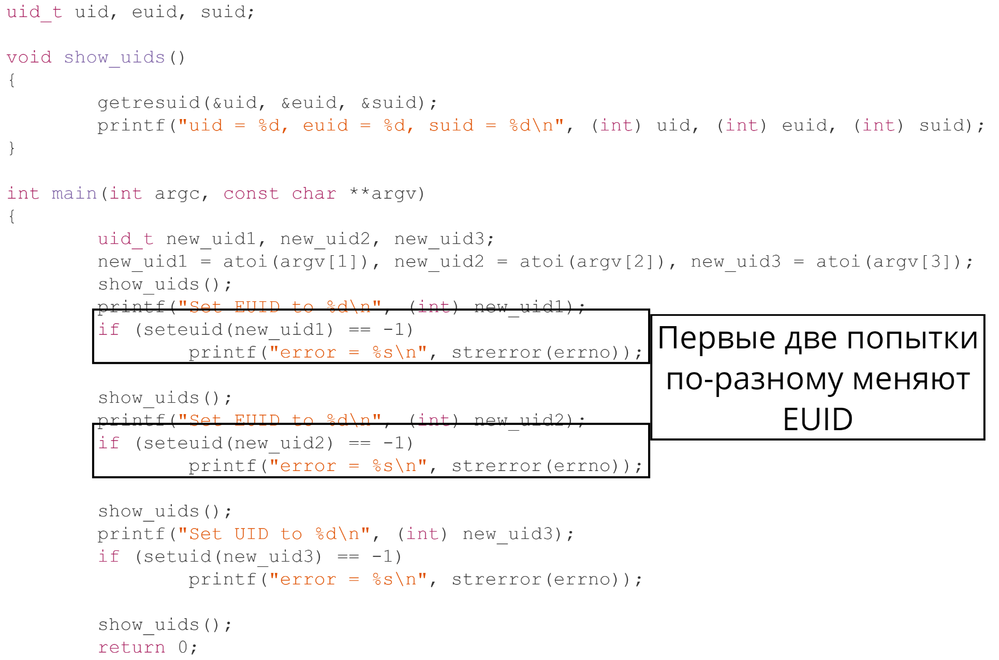 uid_t uid, euid, suid;
void show_uids()
{
        getresuid(&uid, &euid, &suid);
        printf("uid = %d, euid = %d, suid = %d\n", (int) uid, (int) euid, (int) suid);
}
int main(int argc, const char **argv)
{
        uid_t new_uid1, new_uid2, new_uid3;
        new_uid1 = atoi(argv[1]), new_uid2 = atoi(argv[2]), new_uid3 = atoi(argv[3]);
        show_uids();
        printf("Set EUID to %d\n", (int) new_uid1);
        if (seteuid(new_uid1) == -1)
                printf("error = %s\n", strerror(errno));
Первые две попытки
по-разному меняют
EUID
        show_uids();
        printf("Set EUID to %d\n", (int) new_uid2);
        if (seteuid(new_uid2) == -1)
                printf("error = %s\n", strerror(errno));
        show_uids();
        printf("Set UID to %d\n", (int) new_uid3);
        if (setuid(new_uid3) == -1)
                printf("error = %s\n", strerror(errno));
        show_uids();
        return 0;